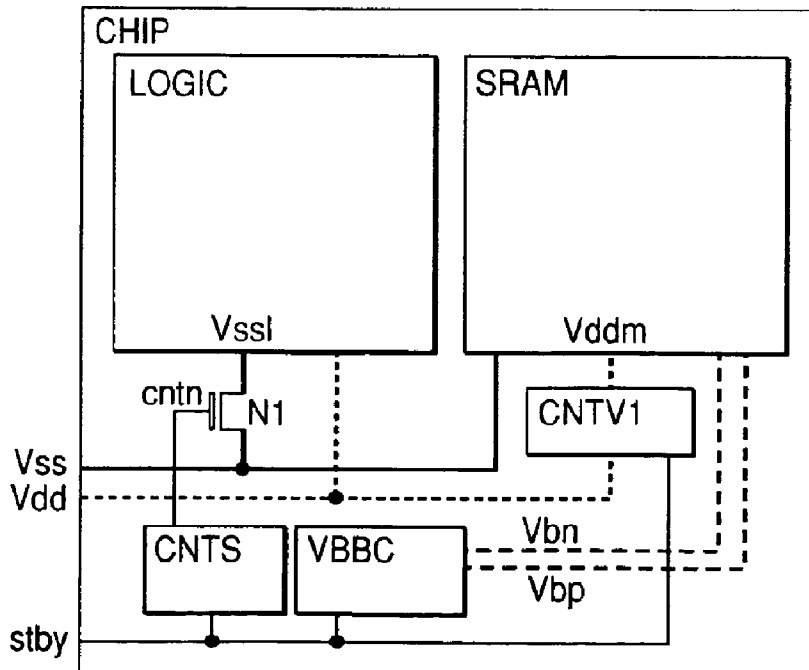 CHIP
LOGIC
SRAM
Vssl
Vddm
cntn
N1
CNTV1
Vss
Vdd
CNTS
VBBC
Vbn
Vbp
stby